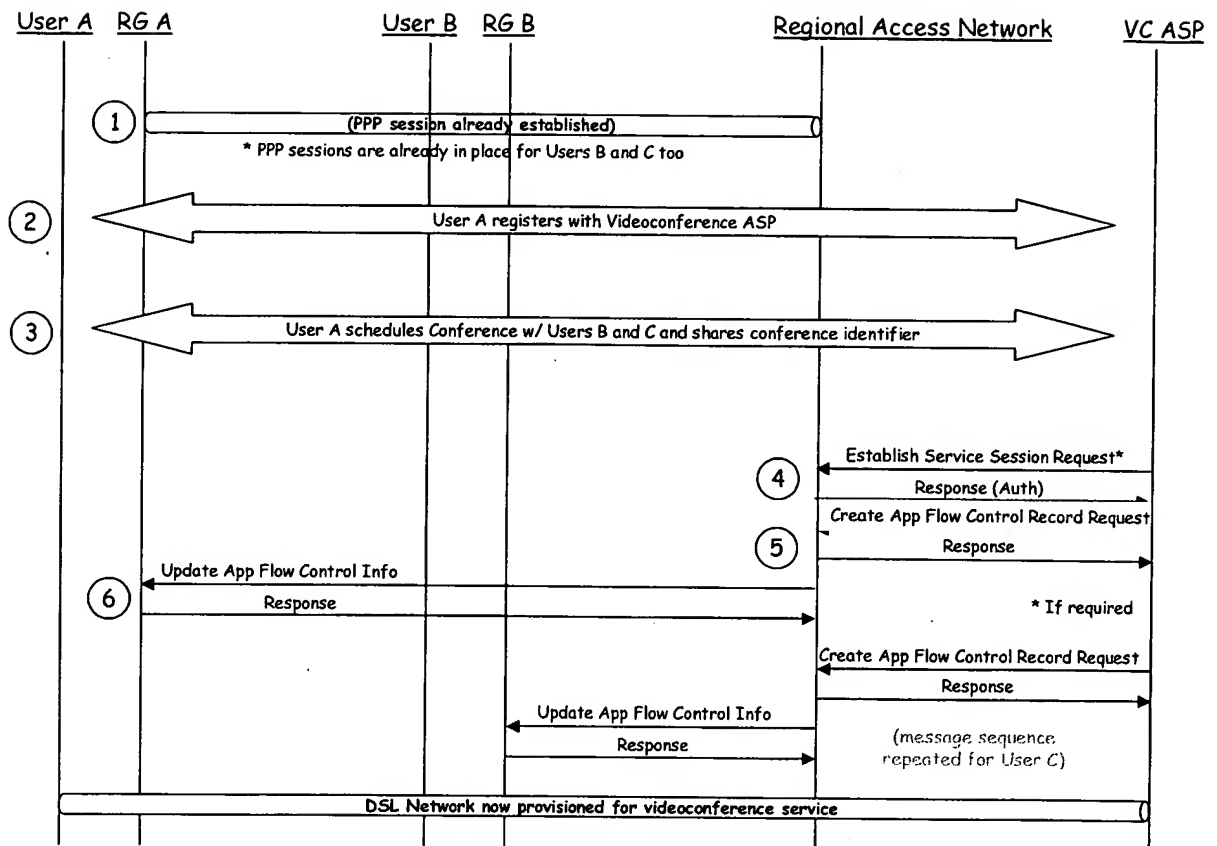 User A RG A User B RG B Regional Access Network VC ASP
1
(PPP session already established)
* PPP sessions are already in place for Users B and C too
2
User A registers with Videoconference ASP
3
User A schedules Conference w/ Users B and C and shares conference identifier
Establish Service Session Request*
4
Response (Auth)
Create App Flow Control Record Request
5
Response
Update App Flow Control Info
6
Response
* If required
Create App Flow Control Record Request
Response
Update App Flow Control Info
Response
(message sequence
repeated for User C)
DSL Network now provisioned for videoconference service